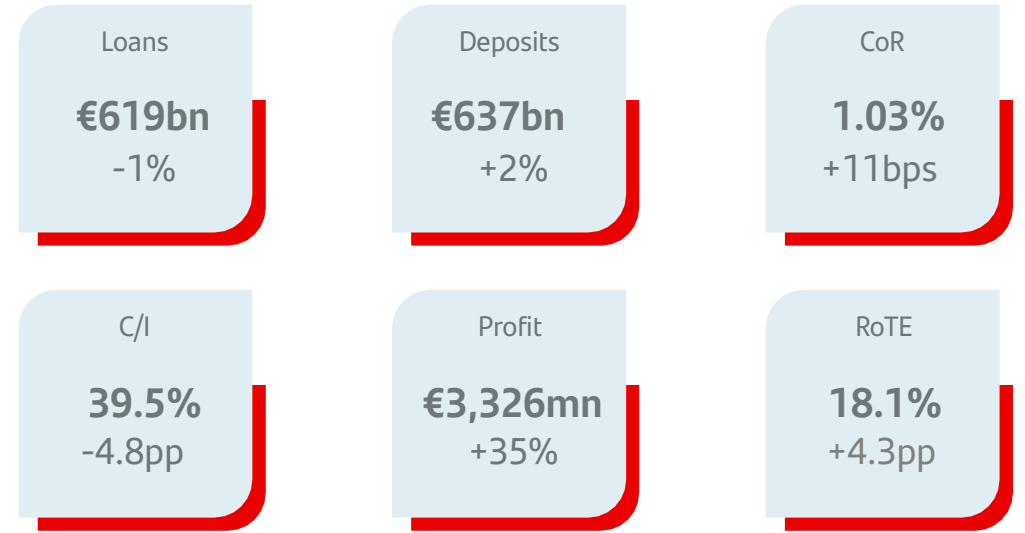 Loans
€619bn
-1%
Deposits
€637bn
+2%
CoR
1.03%
+11bps
C/I
39.5%
-4.8pp
Profit
€3,326mn
+35%
RoTE
18.1%
+4.3pp